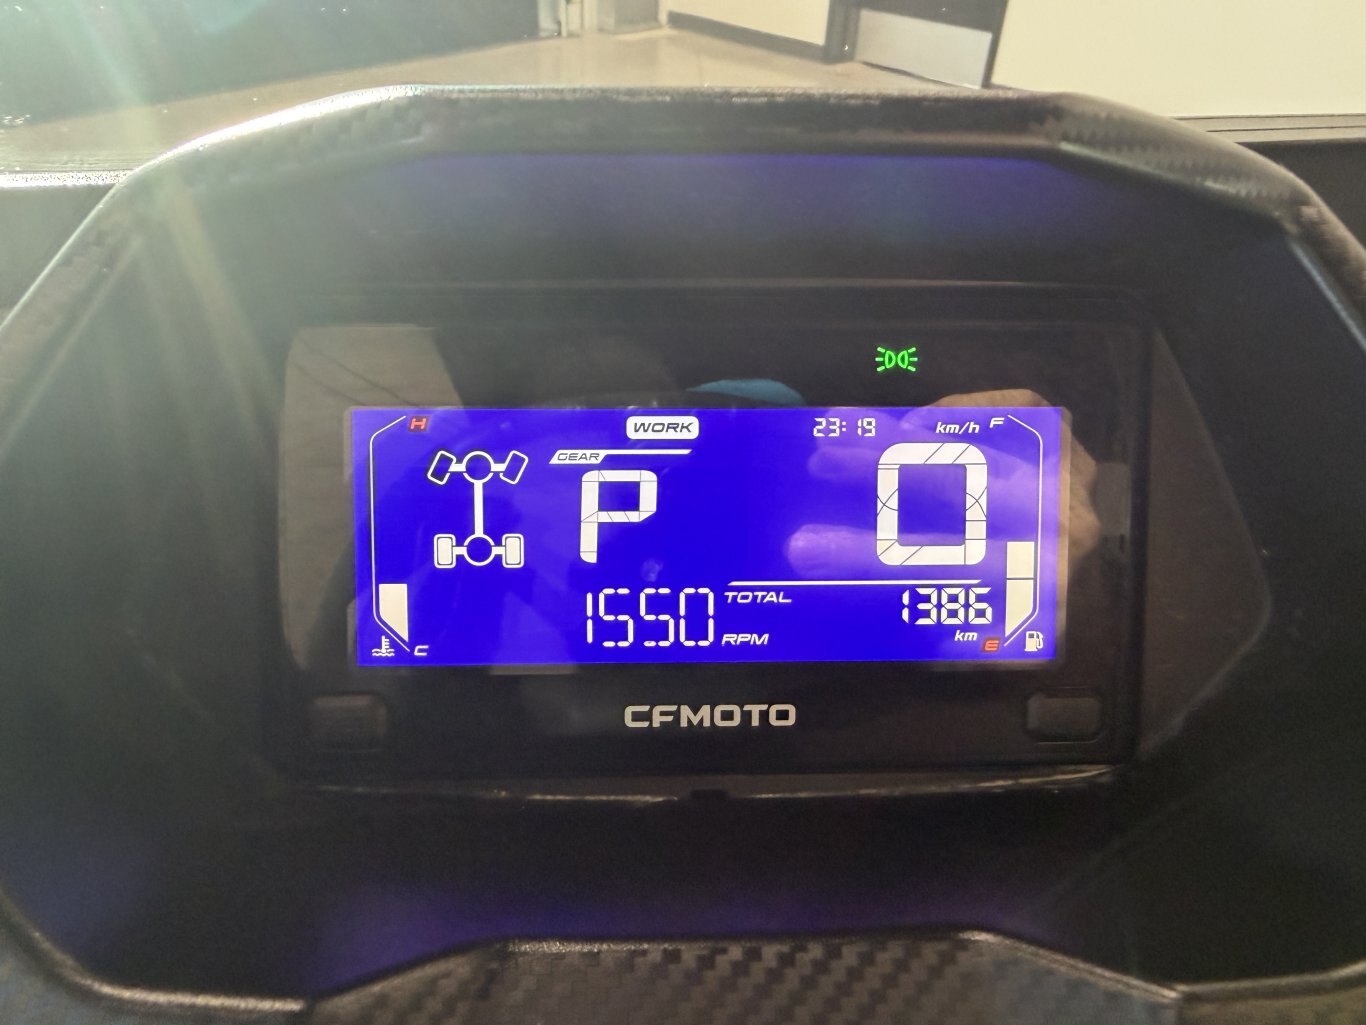 H WORK 23:19 km/h F
GEAR
P 0
1550 RPM TOTAL 1386 km
C E
CFMOTO